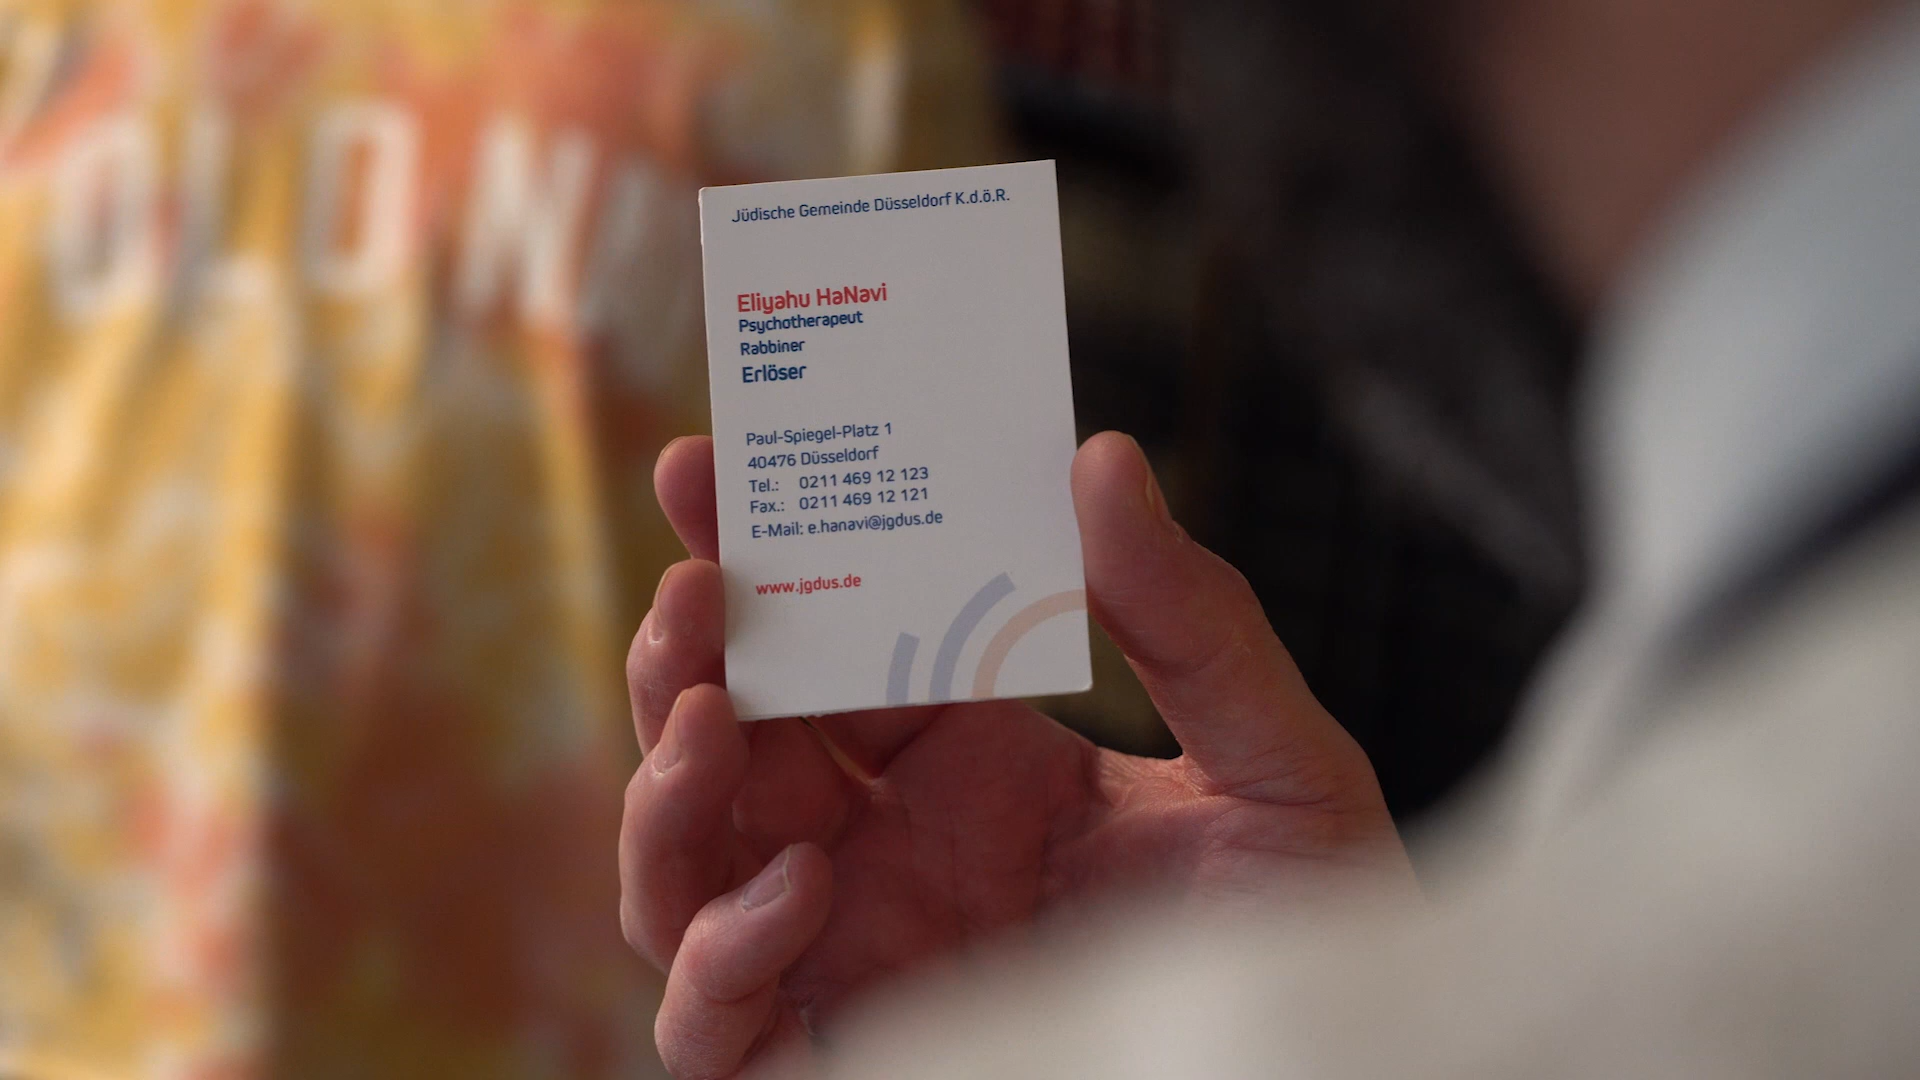 Jüdische Gemeinde Düsseldorf K.d.ö.R.
Eliyahu HaNavi
Psychotherapeut
Rabbiner
Erlöser
Paul-Spiegel-Platz 1
40476 Düsseldorf
Tel.: 0211 469 12 123
Fax.: 0211 469 12 121
E-Mail: e.hanavi@jgdus.de
www.jgdus.de